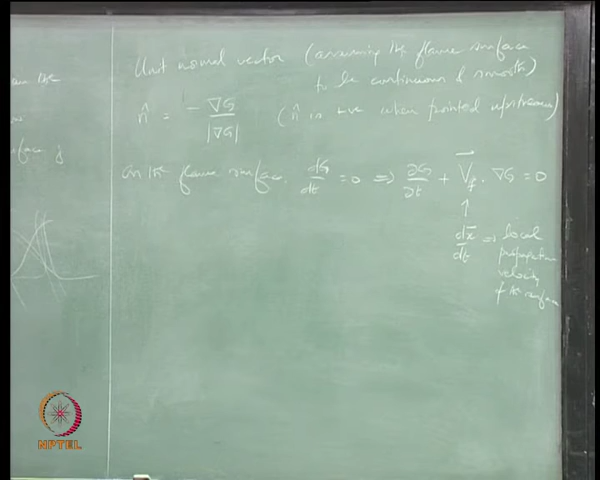 Unit normal vector (assuming the flame surface
to be continuous & smooth)
n̂ = - ∇G / |∇G| (n̂ is +ve when pointed upstream)
On the flame surface, dG/dt = 0 ⇒ ∂G/∂t + V⃗f . ∇G = 0
↑
dx̄/dt ⇒ local
propagation
velocity
of the surface
NPTEL